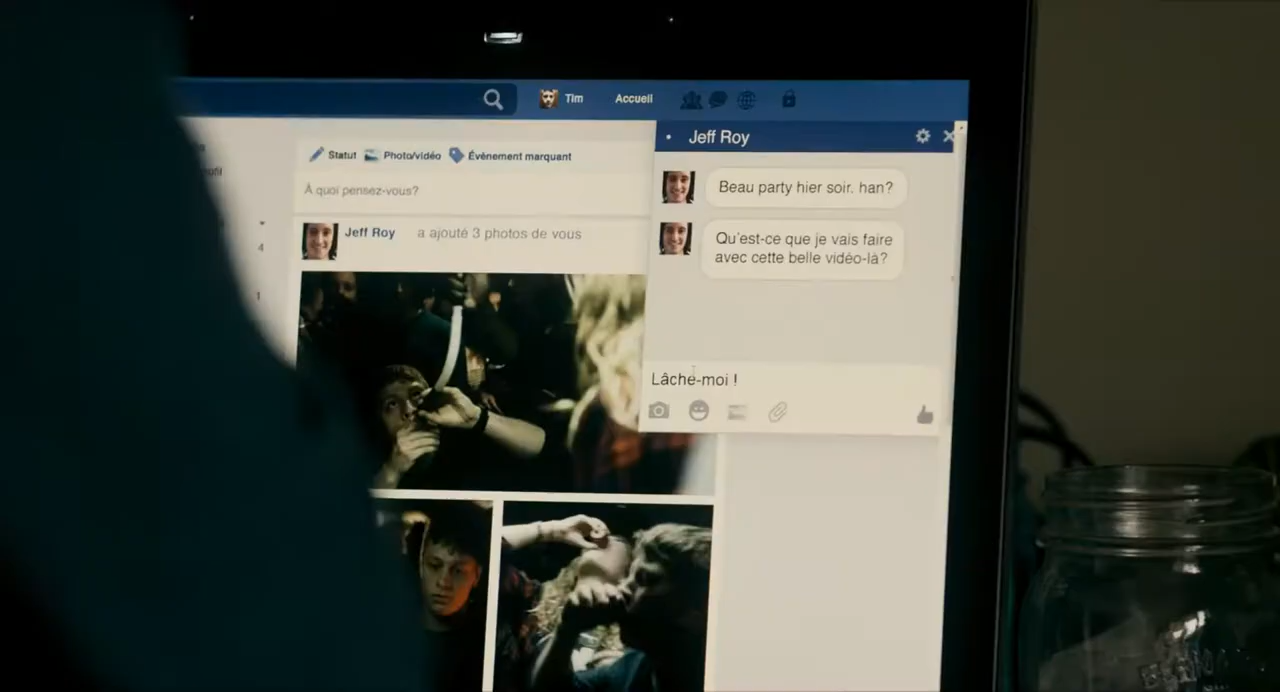 Tim Accueil
Jeff Roy
Statut Photo/vidéo Événement marquant
À quoi pensez-vous?
Jeff Roy a ajouté 3 photos de vous
4
1
Beau party hier soir. han?
Qu'est-ce que je vais faire
avec cette belle vidéo-là?
Lâche-moi !